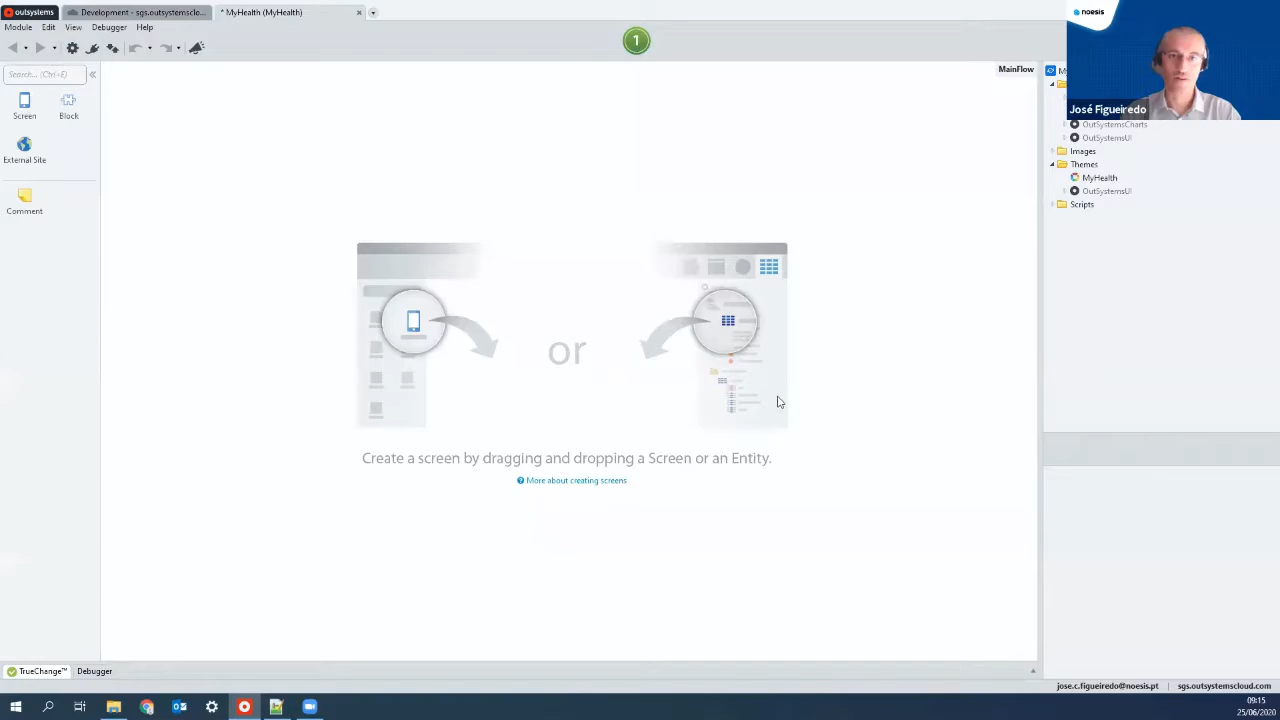 outsystems
Development - sgs.outsystemsclo...
* MyHealth (MyHealth)
Module Edit View Debugger Help
1
noesis
José Figueiredo
Search... (Ctrl+E)
Screen
Block
External Site
Comment
MainFlow
OutSystemsCharts
OutSystemsUI
Images
Themes
MyHealth
OutSystemsUI
Scripts
or
Create a screen by dragging and dropping a Screen or an Entity.
More about creating screens
TrueChange™ Debugger
jose.c.figueiredo@noesis.pt sgs.outsystemscloud.com
09:15
25/06/2020